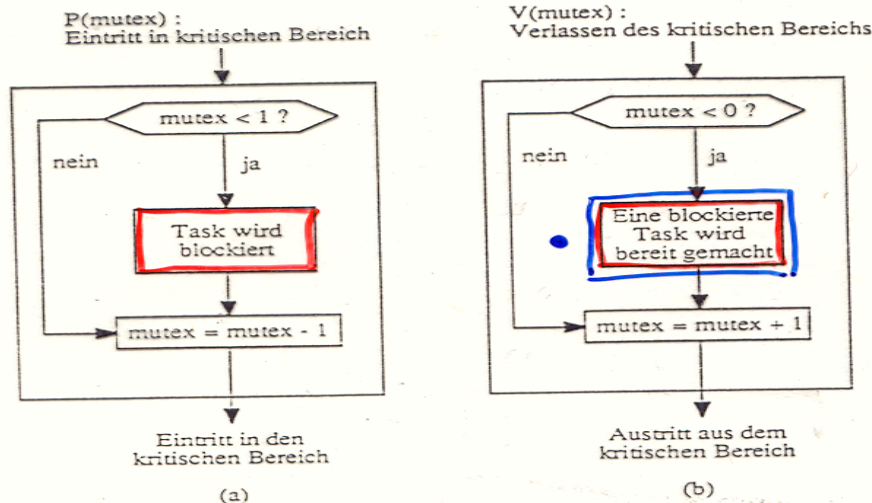 P(mutex) :
Eintritt in kritischen Bereich
mutex < 1 ?
nein
ja
Task wird
blockiert
mutex = mutex - 1
Eintritt in den
kritischen Bereich
(a)
V(mutex) :
Verlassen des kritischen Bereichs
mutex < 0 ?
nein
ja
Eine blockierte
Task wird
bereit gemacht
mutex = mutex + 1
Austritt aus dem
kritischen Bereich
(b)